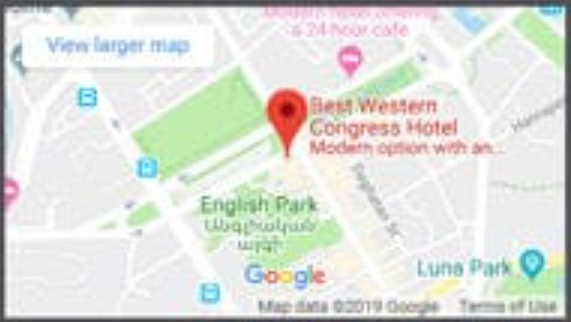 Modern hotel offering
a 24-hour café
View larger map
Best Western
Congress Hotel
Modern option with an...
English Park
Անգլիական
այգի
Luna Park
Google
Map data ©2019 Google
Terms of Use